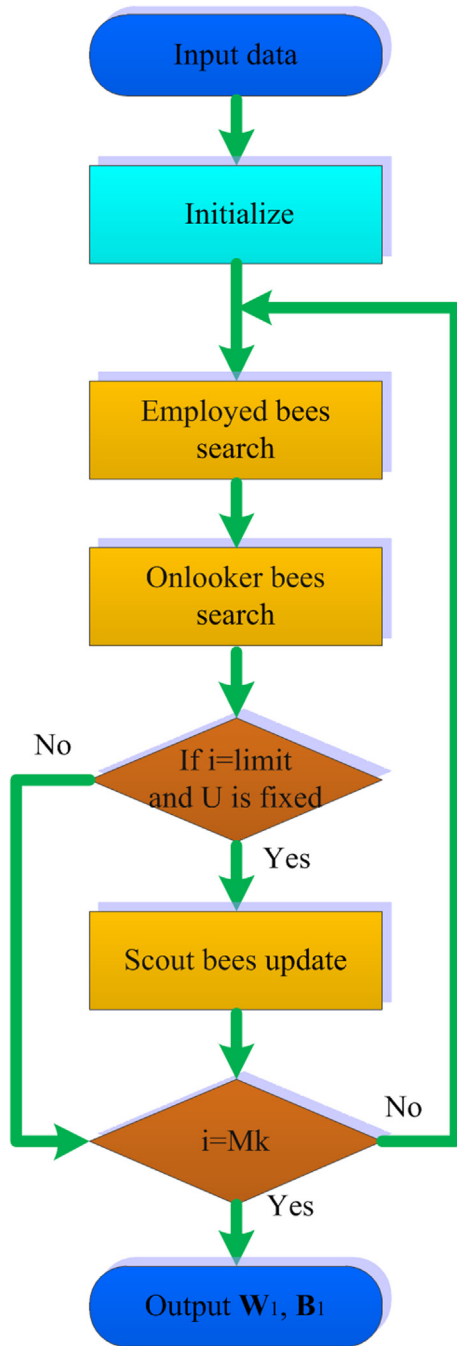 Input data
Initialize
Employed bees
search
Onlooker bees
search
No
If i=limit
and U is fixed
Yes
Scout bees update
No
i=Mk
Yes
Output W₁, B₁